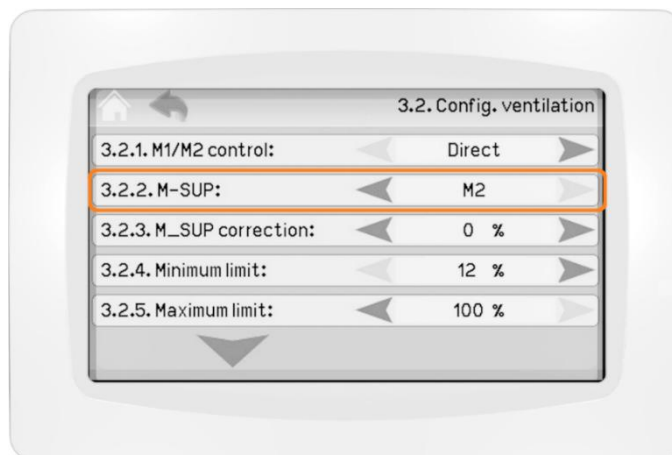 3.2. Config. ventilation
3.2.1. M1/M2 control: Direct
3.2.2. M-SUP: M2
3.2.3. M_SUP correction: 0 %
3.2.4. Minimum limit: 12 %
3.2.5. Maximum limit: 100 %